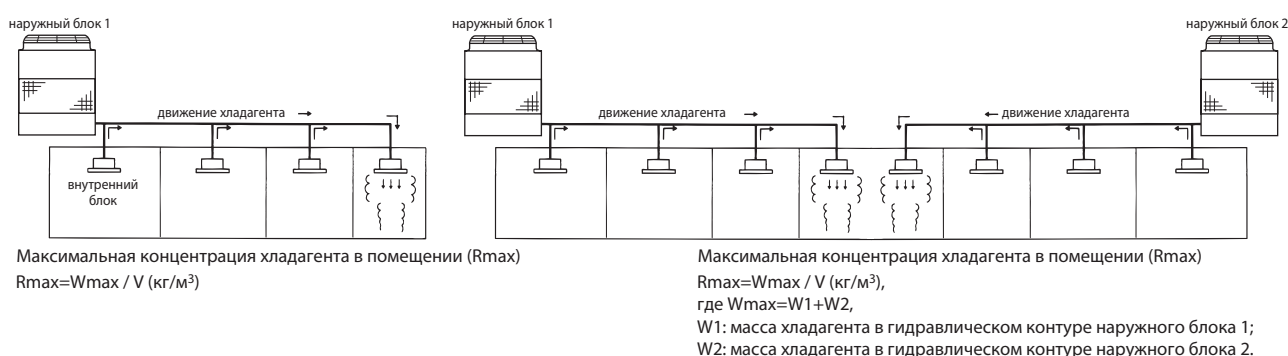 наружный блок 1
движение хладагента →
внутренний
блок
Максимальная концентрация хладагента в помещении (Rmax)
Rmax=Wmax / V (кг/м³)
наружный блок 1
наружный блок 2
движение хладагента →
← движение хладагента
Максимальная концентрация хладагента в помещении (Rmax)
Rmax=Wmax / V (кг/м³),
где Wmax=W1+W2,
W1: масса хладагента в гидравлическом контуре наружного блока 1;
W2: масса хладагента в гидравлическом контуре наружного блока 2.